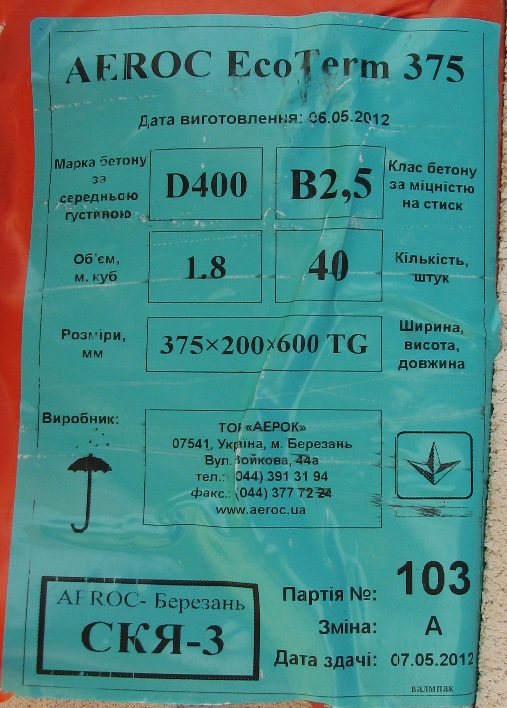 AEROC EcoTerm 375
Дата виготовлення: 06.05.2012
Марка бетону за середньою густиною
D400
B2,5
Клас бетону за міцністю на стиск
Об'єм, м. куб
1.8
40
Кількість, штук
Розміри, мм
375×200×600 TG
Ширина, висота, довжина
Виробник:
ТОВ «АЕРОК»
07541, Україна, м. Березань
Вул. Войкова, 44а
тел.: (044) 391 31 94
факс.: (044) 377 72 24
www.aeroc.ua
AEROC- Березань
СКЯ-3
Партія №: 103
Зміна: А
Дата здачі: 07.05.2012
валмпак